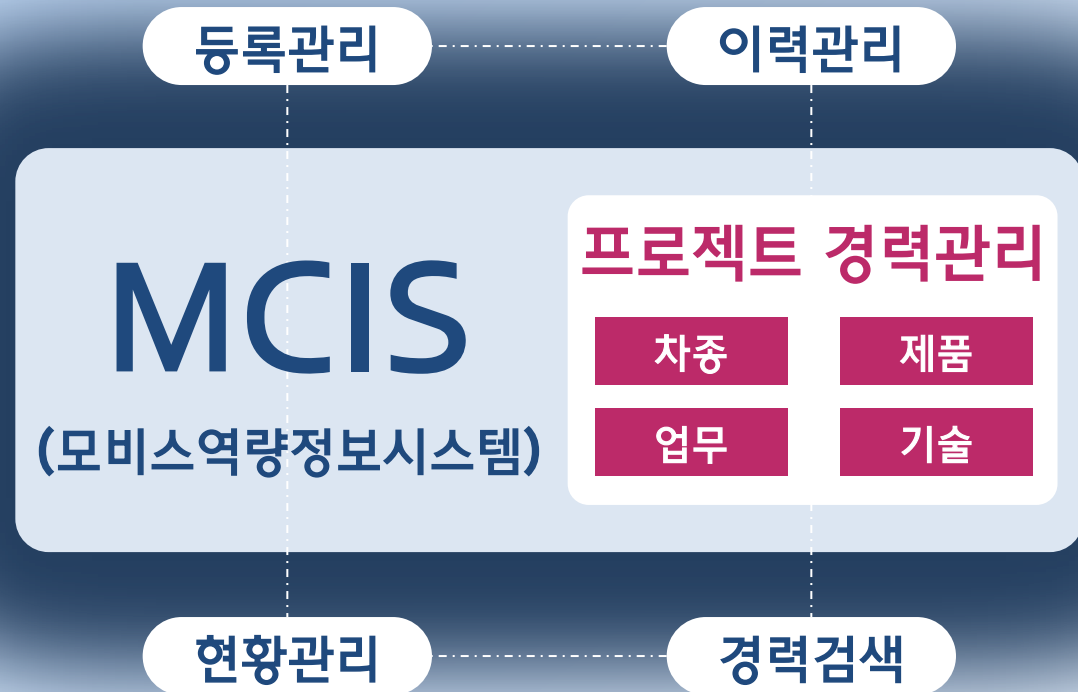 등록관리
이력관리
MCIS
(모비스역량정보시스템)
프로젝트 경력관리
차종
제품
업무
기술
현황관리
경력검색